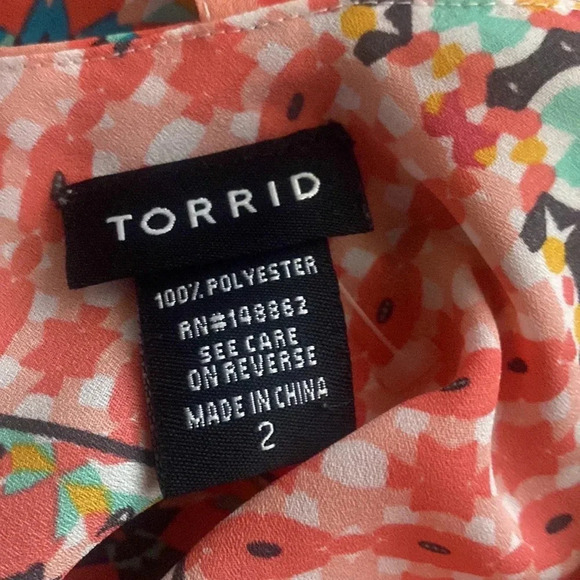 TORRID
100% POLYESTER
RN#148862
SEE CARE
ON REVERSE
MADE IN CHINA
2